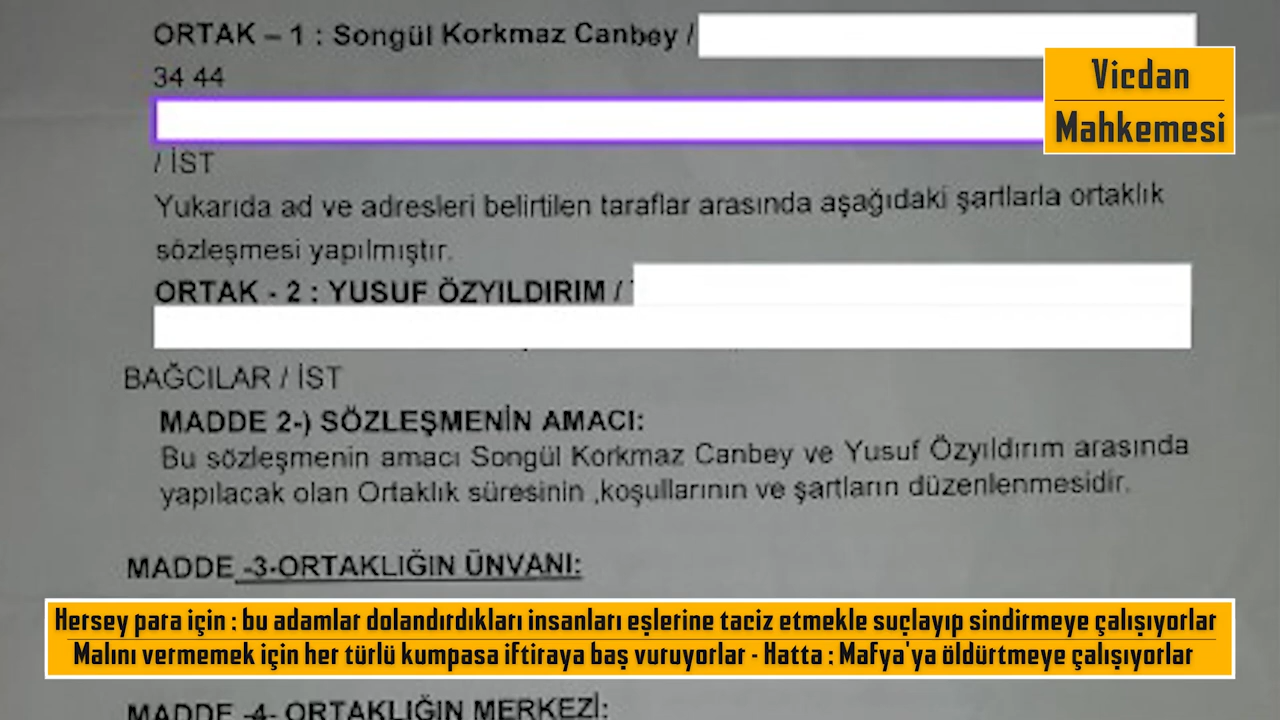 ORTAK – 1 : Songül Korkmaz Canbey /
34 44
Vicdan
Mahkemesi
/ İST
Yukarıda ad ve adresleri belirtilen taraflar arasında aşağıdaki şartlarla ortaklık
sözleşmesi yapılmıştır.
ORTAK - 2 : YUSUF ÖZYILDIRIM /
BAĞCILAR / İST
MADDE 2-) SÖZLEŞMENİN AMACI:
Bu sözleşmenin amacı Songül Korkmaz Canbey ve Yusuf Özyıldırım arasında
yapılacak olan Ortaklık süresinin ,koşullarının ve şartların düzenlenmesidir.
MADDE -3-ORTAKLIĞIN ÜNVANI:
Hersey para için : bu adamlar dolandırdıkları insanları eşlerine taciz etmekle suçlayıp sindirmeye çalışıyorlar
Malını vermemek için her türlü kumpasa iftiraya baş vuruyorlar - Hatta : Mafya'ya öldürtmeye çalışıyorlar
MADDE -4- ORTAKLIĞIN MERKEZİ: